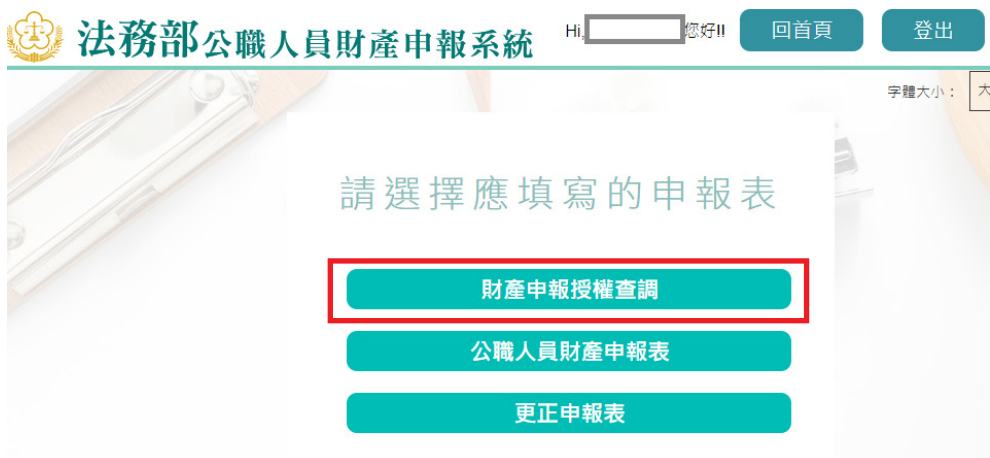 法務部公職人員財產申報系統
Hi, 您好!!
回首頁
登出
字體大小：
大
請選擇應填寫的申報表
財產申報授權查調
公職人員財產申報表
更正申報表